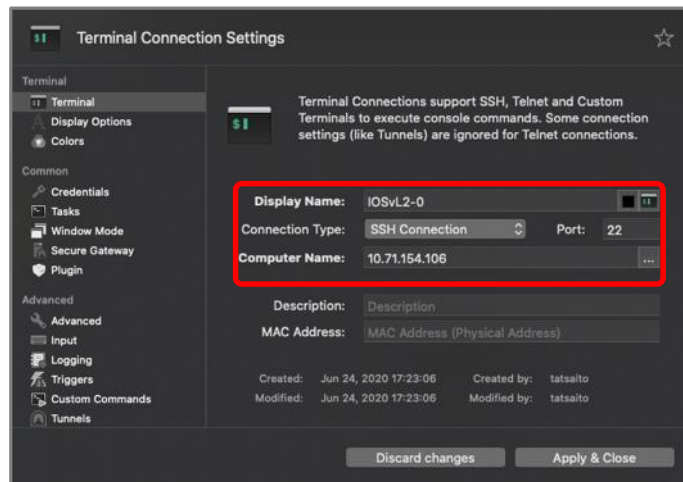 Terminal Connection Settings
Terminal
Terminal
Display Options
Colors
Common
Credentials
Tasks
Window Mode
Secure Gateway
Plugin
Advanced
Advanced
Input
Logging
Triggers
Custom Commands
Tunnels
Terminal Connections support SSH, Telnet and Custom
Terminals to execute console commands. Some connection
settings (like Tunnels) are ignored for Telnet connections.
Display Name: IOSvL2-0
Connection Type: SSH Connection Port: 22
Computer Name: 10.71.154.106 ...
Description: Description
MAC Address: MAC Address (Physical Address)
Created: Jun 24, 2020 17:23:06 Created by: tatsaito
Modified: Jun 24, 2020 17:23:06 Modified by: tatsaito
Discard changes Apply & Close